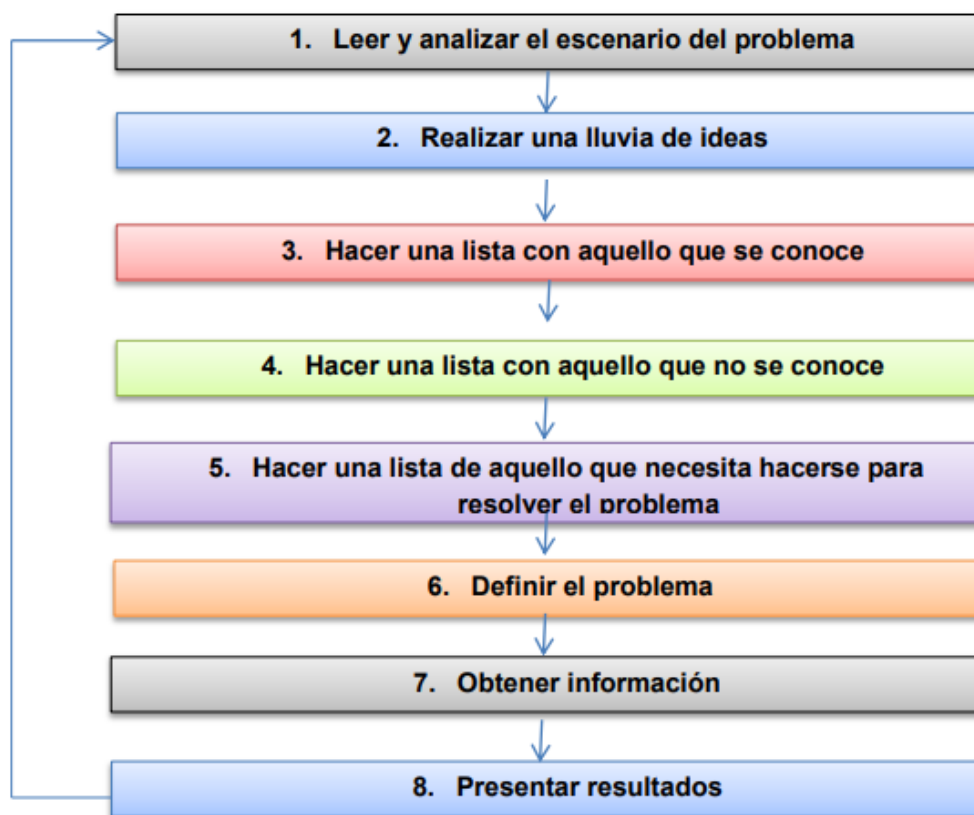 1. Leer y analizar el escenario del problema
2. Realizar una lluvia de ideas
3. Hacer una lista con aquello que se conoce
4. Hacer una lista con aquello que no se conoce
5. Hacer una lista de aquello que necesita hacerse para
resolver el problema
6. Definir el problema
7. Obtener información
8. Presentar resultados